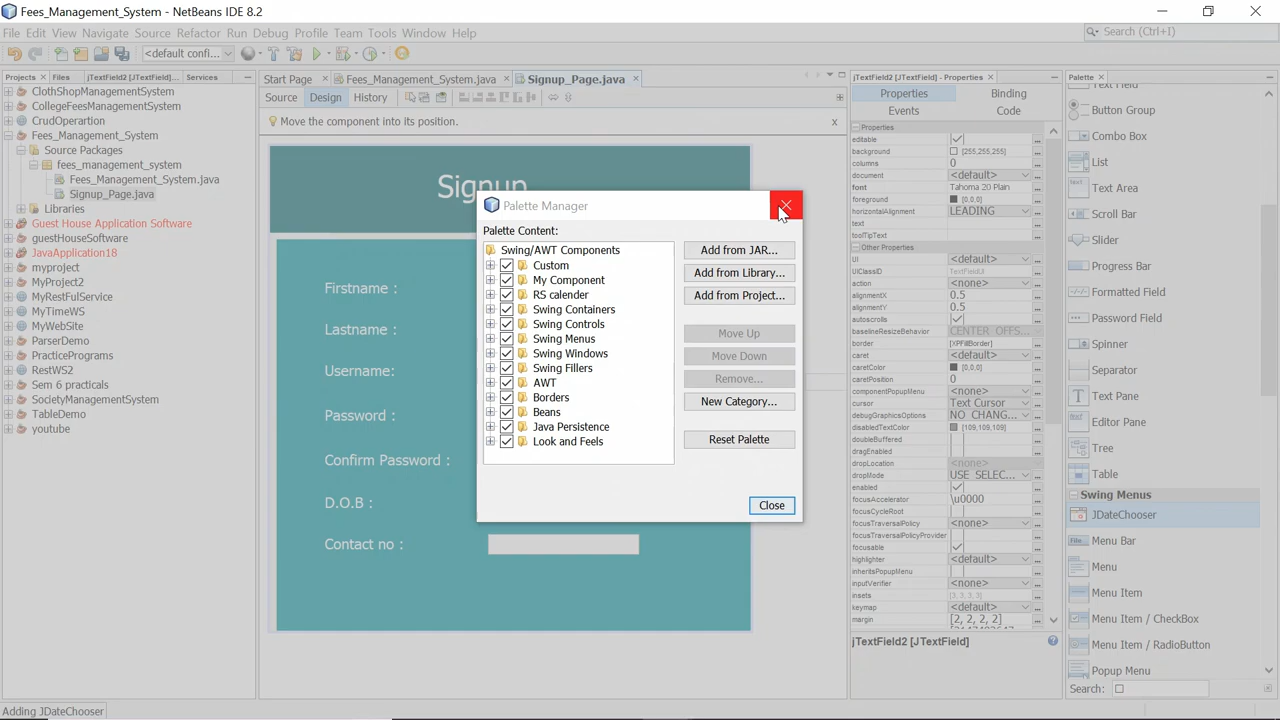 Fees_Management_System - NetBeans IDE 8.2
File Edit View Navigate Source Refactor Run Debug Profile Team Tools Window Help
Search (Ctrl+I)
<default confi...
Projects Files jTextField2 [JTextField]... Services
ClothShopManagementSystem
CollegeFeesManagementSystem
CrudOperartion
Fees_Management_System
Source Packages
fees_management_system
Fees_Management_System.java
Signup_Page.java
Libraries
Guest House Application Software
guestHouseSoftware
JavaApplication18
myproject
MyProject2
MyRestFulService
MyTimeWS
MyWebSite
ParserDemo
PracticePrograms
RestWS2
Sem 6 practicals
SocietyManagementSystem
TableDemo
youtube
Start Page Fees_Management_System.java Signup_Page.java
Source Design History
Move the component into its position.
Signup
Firstname :
Lastname :
Username:
Password :
Confirm Password :
D.O.B :
Contact no :
Palette Manager
Palette Content:
Swing/AWT Components
Custom
My Component
RS calender
Swing Containers
Swing Controls
Swing Menus
Swing Windows
Swing Fillers
AWT
Borders
Beans
Java Persistence
Look and Feels
Add from JAR...
Add from Library...
Add from Project...
Move Up
Move Down
Remove...
New Category...
Reset Palette
Close
jTextField2 [JTextField] - Properties
Properties Binding
Events Code
Properties
editable
background [255,255,255]
columns 0
document <default>
font Tahoma 20 Plain
foreground [0,0,0]
horizontalAlignment LEADING
text
toolTipText
Other Properties
UI <default>
UIClassID TextFieldUI
action <none>
alignmentX 0.5
alignmentY 0.5
autoscrolls
baselineResizeBehavior CENTER_OFFS...
border [XPFillBorder]
caret <default>
caretColor [0,0,0]
caretPosition 0
componentPopupMenu <none>
cursor Text Cursor
debugGraphicsOptions NO_CHANG...
disabledTextColor [109,109,109]
doubleBuffered
dragEnabled
dropLocation <none>
dropMode USE_SELEC...
enabled
focusAccelerator \u0000
focusCycleRoot
focusTraversalPolicy <none>
focusTraversalPolicyProvider
focusable
highlighter <default>
inheritsPopupMenu
inputVerifier <none>
insets [3, 3, 3, 3]
keymap <default>
margin [2, 2, 2, 2]
jTextField2 [JTextField]
Palette
Text Field
Button Group
Combo Box
List
Text Area
Scroll Bar
Slider
Progress Bar
Formatted Field
Password Field
Spinner
Separator
Text Pane
Editor Pane
Tree
Table
Swing Menus
JDateChooser
Menu Bar
Menu
Menu Item
Menu Item / CheckBox
Menu Item / RadioButton
Popup Menu
Search:
Adding JDateChooser